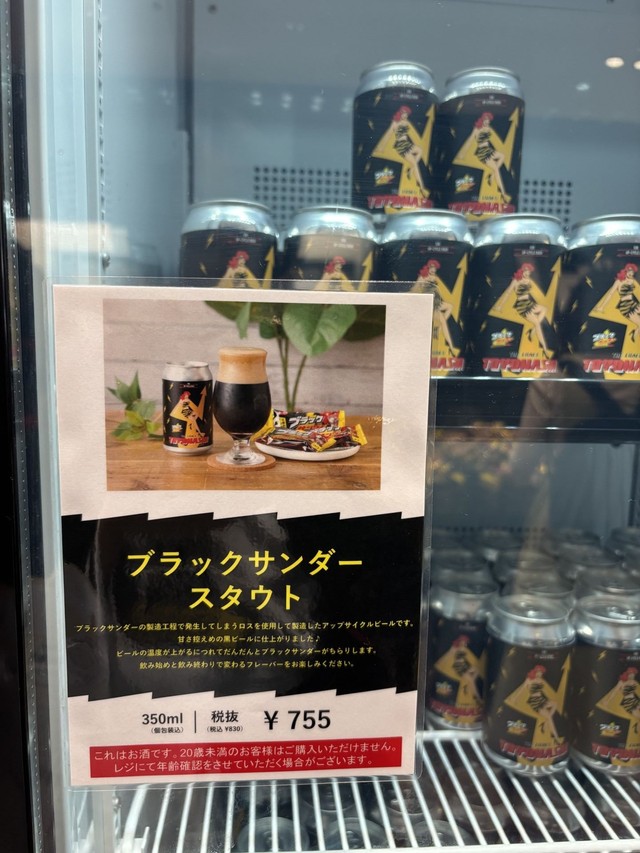 ブラック
ブラックサンダー
スタウト
ブラックサンダーの製造工程で発生してしまうロスを使用して製造したアップサイクルビールです。
甘さ控えめの黒ビールに仕上がりました♪
ビールの温度が上がるにつれてだんだんとブラックサンダーがちらりします。
飲み始めと飲み終わりで変わるフレーバーをお楽しみください。
350ml
(個包装込)
税抜
(税込 ¥830)
¥ 755
これはお酒です。20歳未満のお客様はご購入いただけません。
レジにて年齢確認をさせていただく場合がございます。